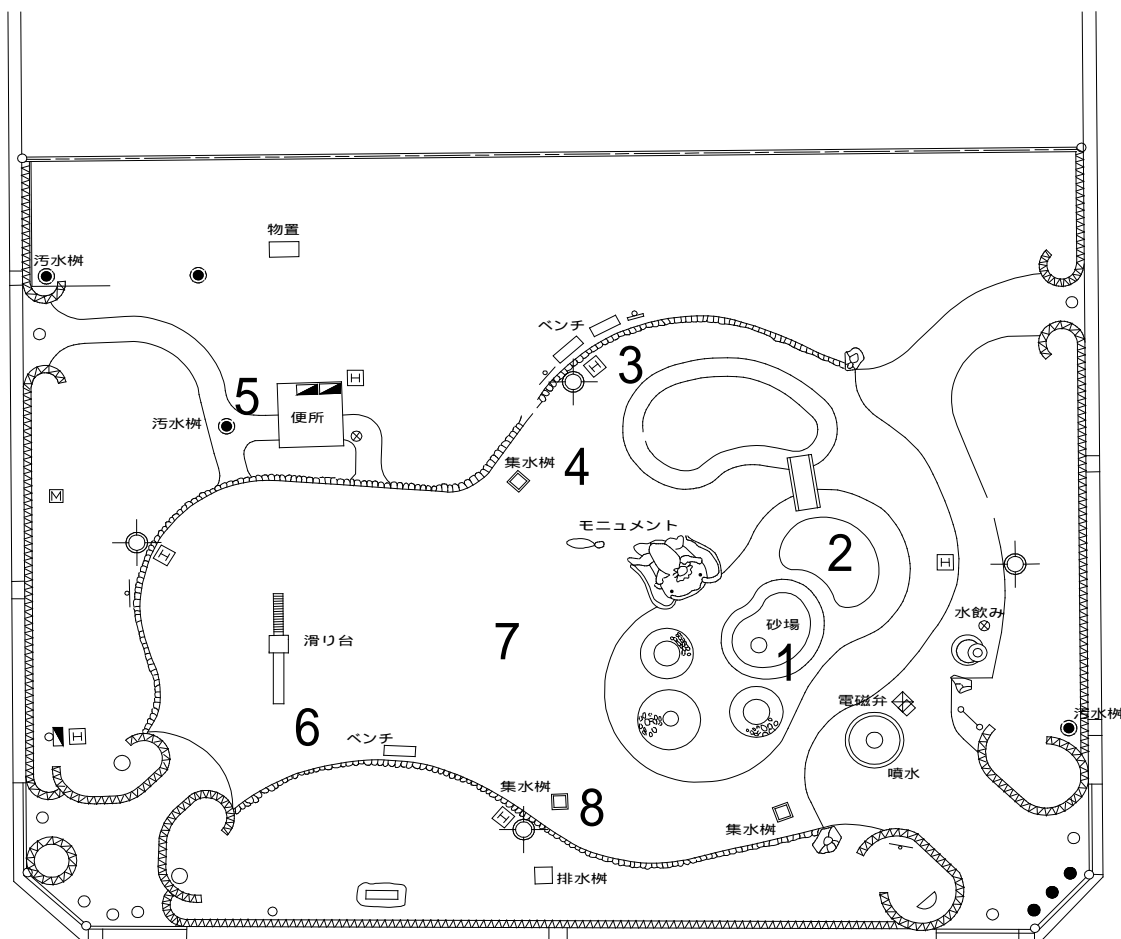 物置
汚水桝
ベンチ
3
H
H
5
便所
汚水桝
集水桝
4
M
モニュメント
2
H
H
水飲み
砂場
滑り台
7
1
電磁弁
汚水桝
6
ベンチ
H
噴水
集水桝
8
H
集水桝
排水桝